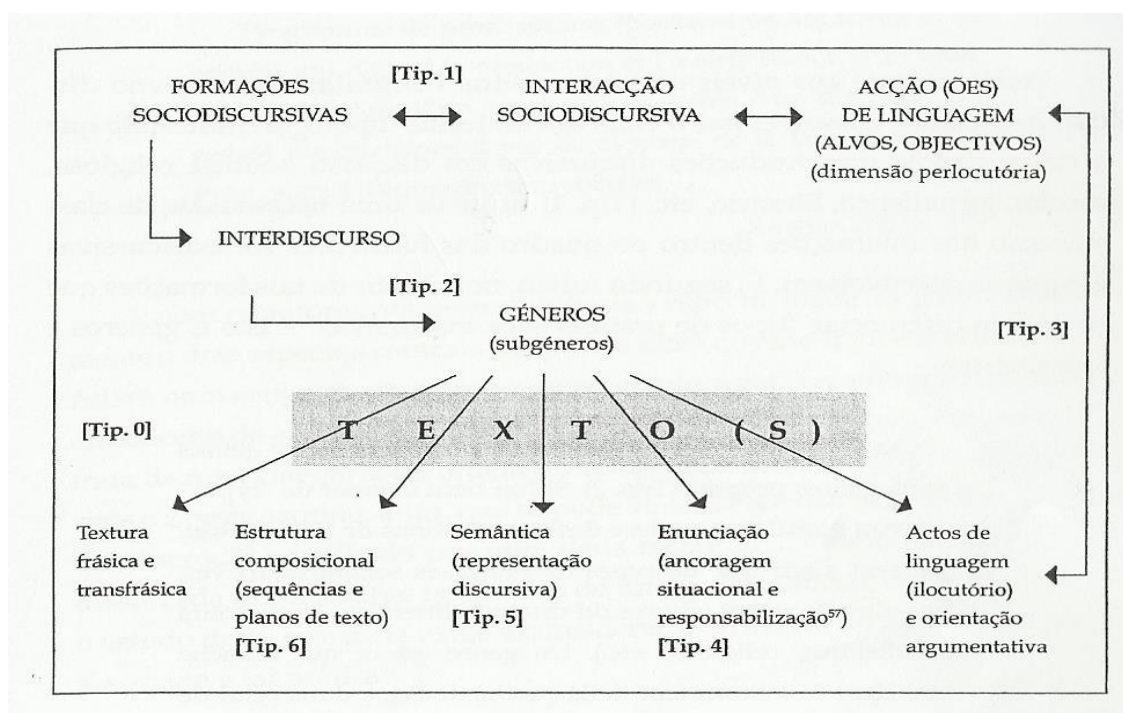 [Tip. 1]
FORMAÇÕES
SOCIODISCURSIVAS
INTERACÇÃO
SOCIODISCURSIVA
ACÇÃO (ÕES)
DE LINGUAGEM
(ALVOS, OBJECTIVOS)
(dimensão perlocutória)
INTERDISCURSO
[Tip. 2]
GÉNEROS
(subgéneros)
[Tip. 3]
[Tip. 0]
T E X T O ( S )
Textura
frásica e
transfrásica
Estrutura
composicional
(sequências e
planos de texto)
[Tip. 6]
Semântica
(representação
discursiva)
[Tip. 5]
Enunciação
(ancoragem
situacional e
responsabilização⁵⁷)
[Tip. 4]
Actos de
linguagem
(ilocutório)
e orientação
argumentativa